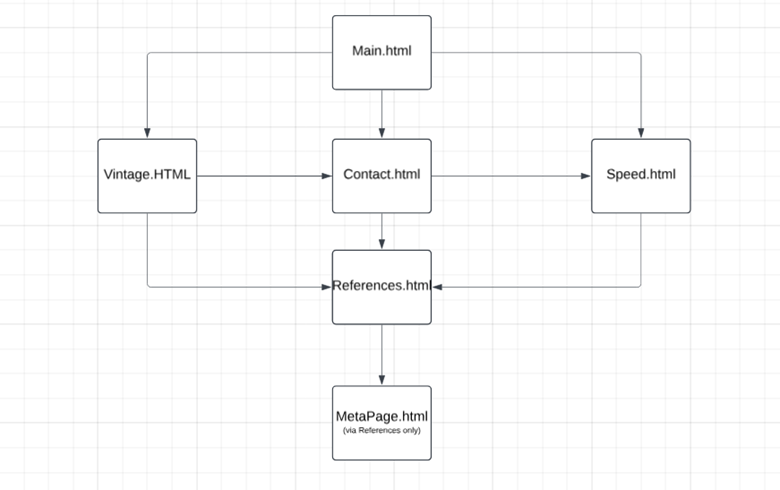 Main.html
Vintage.HTML
Contact.html
Speed.html
References.html
MetaPage.html
(via References only)